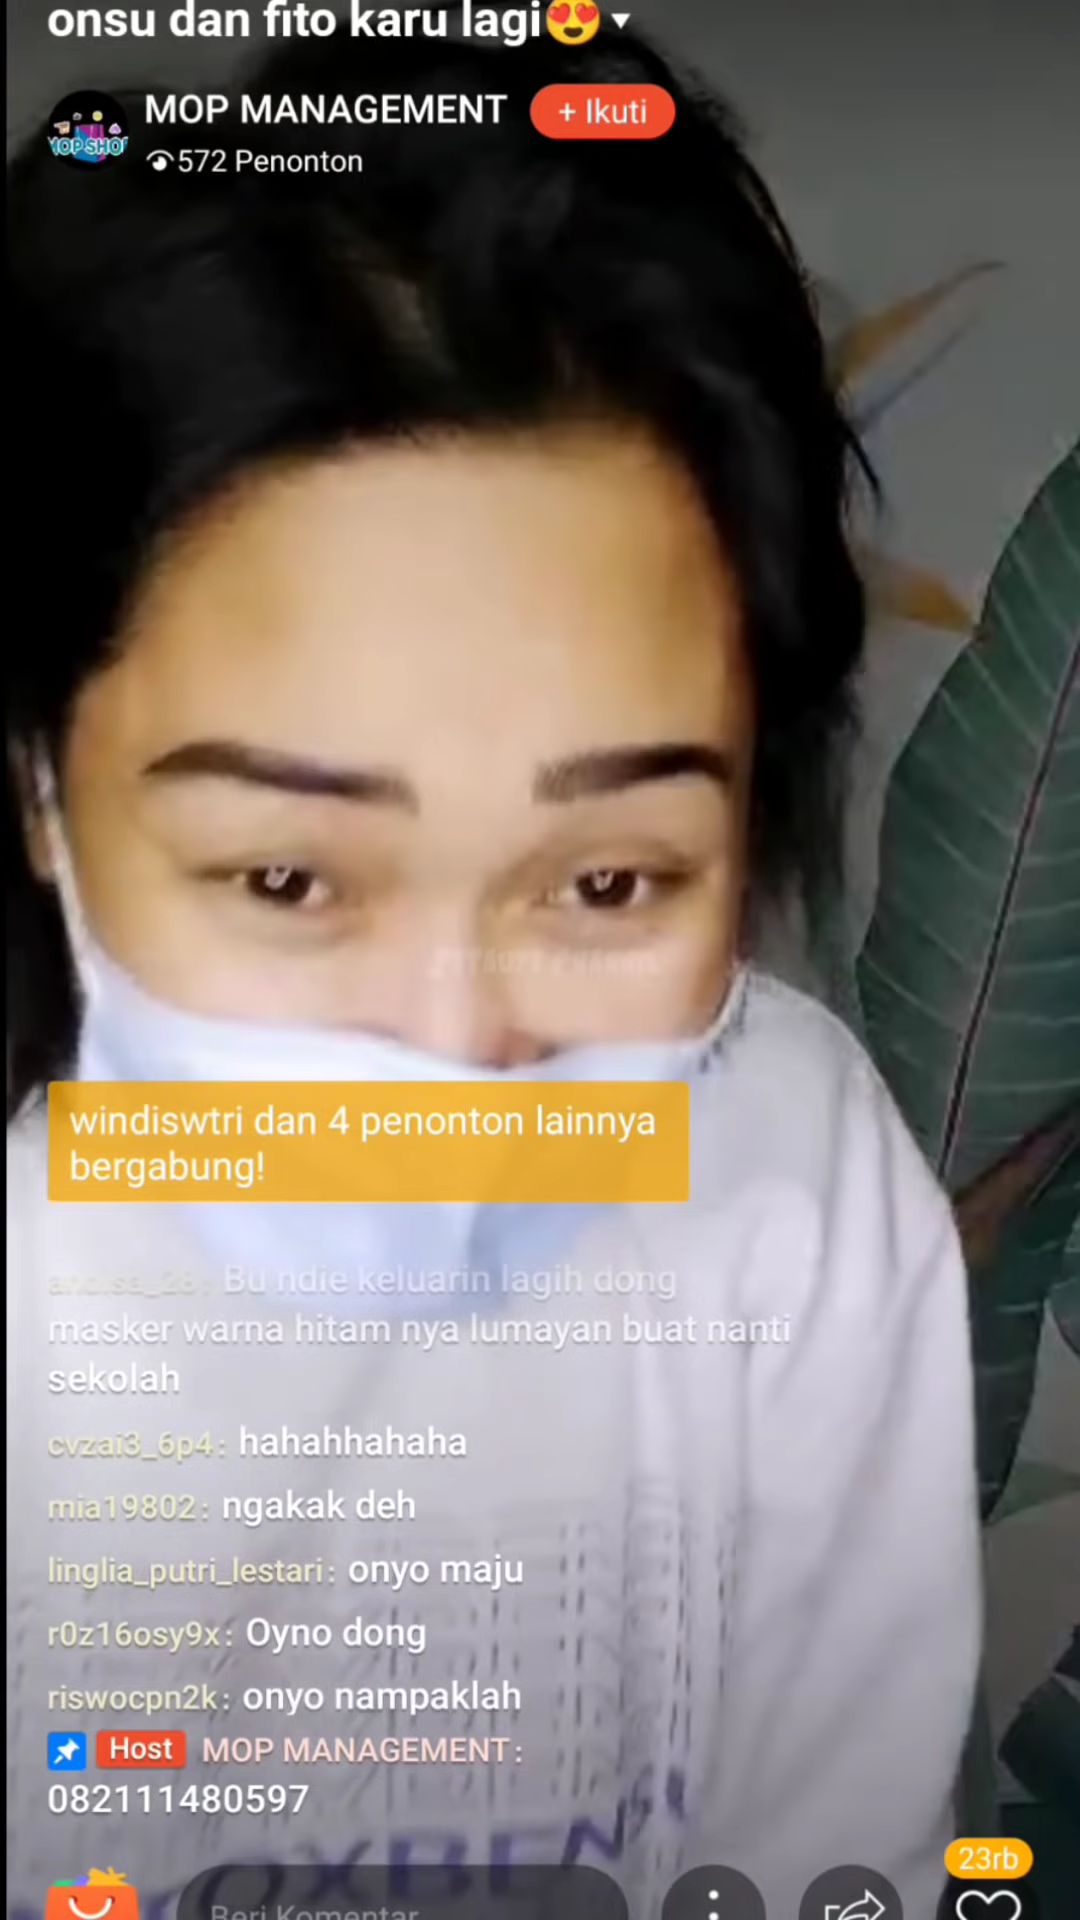 onsu dan fito karu lagi😍 ▾
MOP MANAGEMENT
+ Ikuti
MOPSHOP
572 Penonton
windiswtri dan 4 penonton lainnya
bergabung!
Bu ndie keluarin lagih dong
masker warna hitam nya lumayan buat nanti
sekolah
cvzai3_6p4: hahahhahaha
mia19802: ngakak deh
linglia_putri_lestari: onyo maju
r0z16osy9x: Oyno dong
riswocpn2k: onyo nampaklah
Host MOP MANAGEMENT:
082111480597
23rb
Beri Komentar